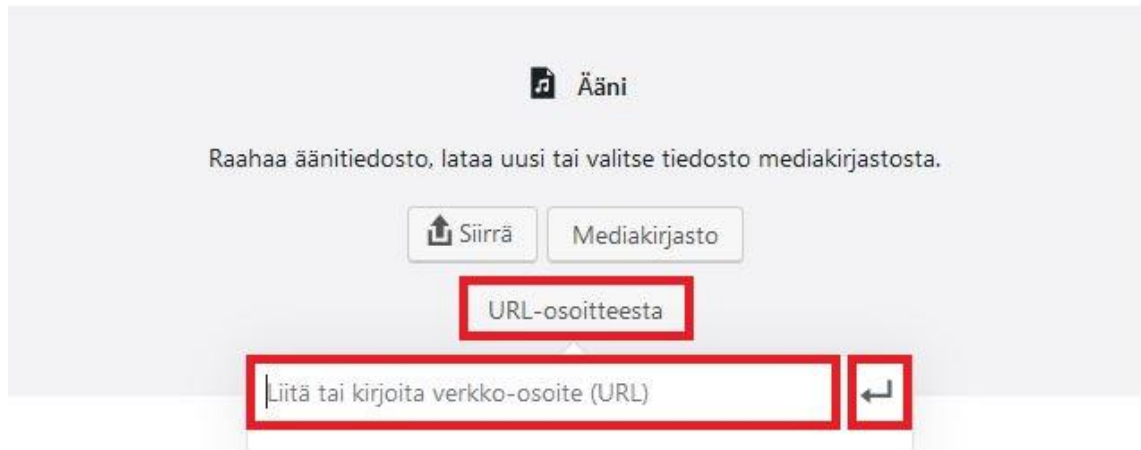 Ääni
Raahaa äänitiedosto, lataa uusi tai valitse tiedosto mediakirjastosta.
Siirrä Mediakirjasto
URL-osoitteesta
Liitä tai kirjoita verkko-osoite (URL)